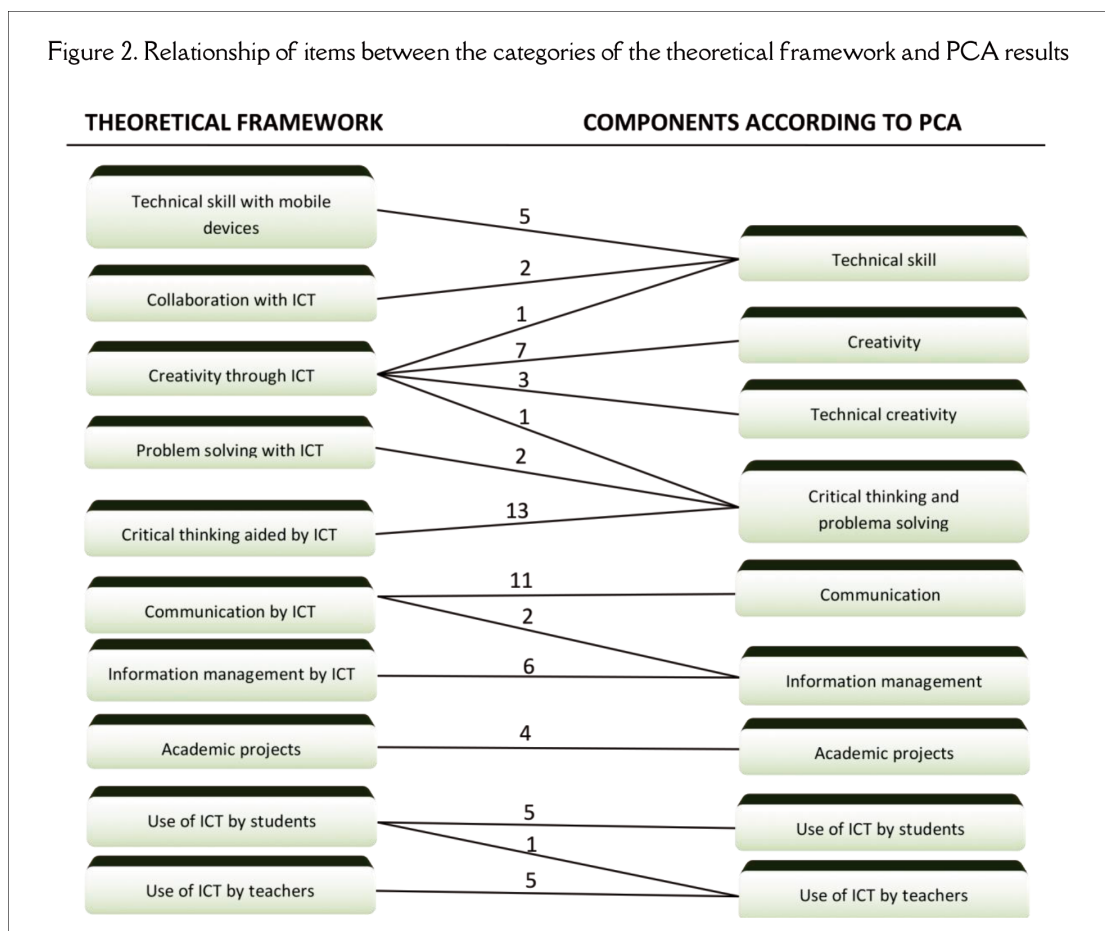 Figure 2. Relationship of items between the categories of the theoretical framework and PCA results
THEORETICAL FRAMEWORK
COMPONENTS ACCORDING TO PCA
Technical skill with mobile
devices
5
Technical skill
Collaboration with ICT
2
1
Creativity through ICT
7
Creativity
3
Technical creativity
1
Problem solving with ICT
2
Critical thinking and
problema solving
Critical thinking aided by ICT
13
Communication by ICT
11
Communication
2
Information management by ICT
6
Information management
Academic projects
4
Academic projects
Use of ICT by students
5
Use of ICT by students
1
Use of ICT by teachers
5
Use of ICT by teachers